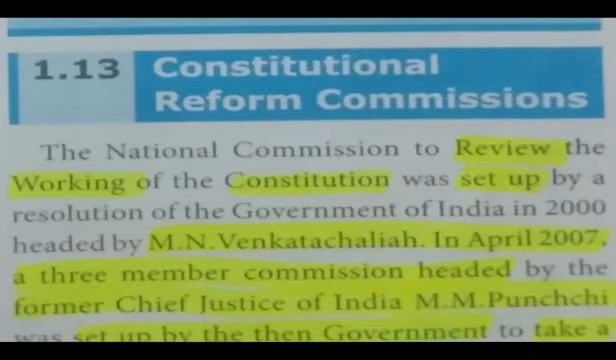 1.13 Constitutional
Reform Commissions
The National Commission to Review the
Working of the Constitution was set up by a
resolution of the Government of India in 2000
headed by M.N.Venkatachaliah. In April 2007,
a three member commission headed by the
former Chief Justice of India M.M.Punchchi
was set up by the then Government to take a